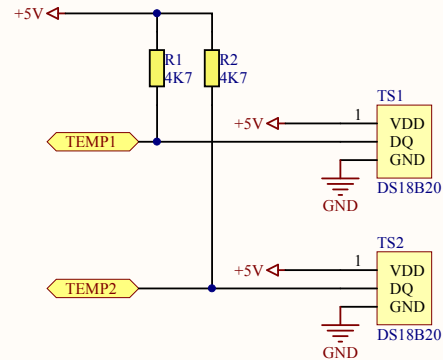 +5V
R1
4K7
R2
4K7
TS1
+5V
1
VDD
TEMP1
DQ
GND
GND
DS18B20
TS2
+5V
1
VDD
TEMP2
DQ
GND
GND
DS18B20